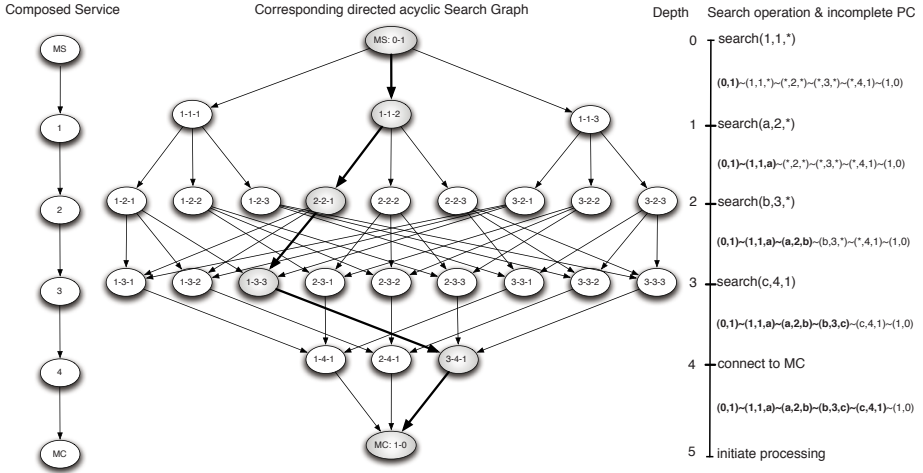 Composed Service
Corresponding directed acyclic Search Graph
Depth
Search operation & incomplete PC
MS
MS: 0-1
0
search(1,1,*)
(0,1)~(1,1,*)~(*,2,*)~(*,3,*)~(*,4,1)~(1,0)
1
1-1-1
1-1-2
1-1-3
1
search(a,2,*)
(0,1)~(1,1,a)~(*,2,*)~(*,3,*)~(*,4,1)~(1,0)
2
1-2-1
1-2-2
1-2-3
2-2-1
2-2-2
2-2-3
3-2-1
3-2-2
3-2-3
2
search(b,3,*)
(0,1)~(1,1,a)~(a,2,b)~(b,3,*)~(*,4,1)~(1,0)
3
1-3-1
1-3-2
1-3-3
2-3-1
2-3-2
2-3-3
3-3-1
3-3-2
3-3-3
3
search(c,4,1)
(0,1)~(1,1,a)~(a,2,b)~(b,3,c)~(c,4,1)~(1,0)
4
1-4-1
2-4-1
3-4-1
4
connect to MC
(0,1)~(1,1,a)~(a,2,b)~(b,3,c)~(c,4,1)~(1,0)
MC
MC: 1-0
5
initiate processing